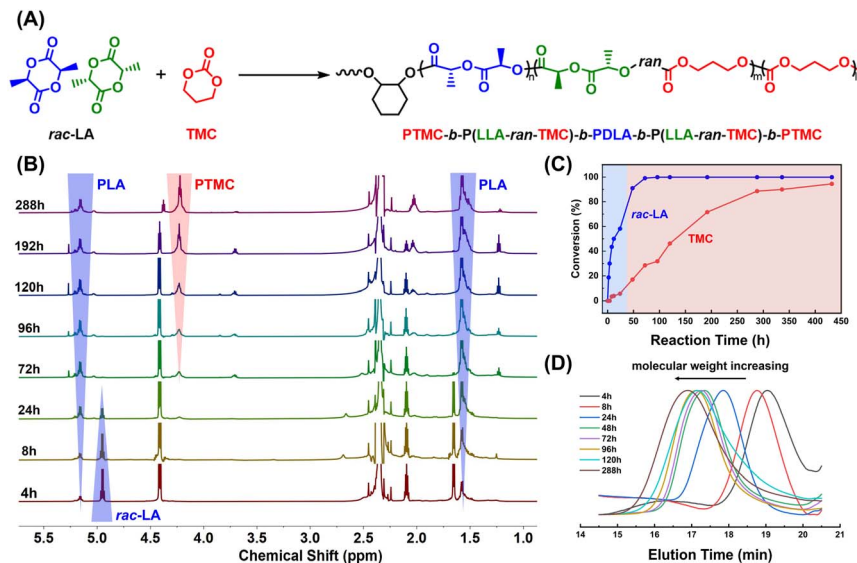 (A)
O
O
O
O
O
O
O
O
+
O
O
O
O
O
O
O
n
O
O
O
O
ran
O
O
O
m
O
O
O
rac-LA
TMC
PTMC-b-P(LLA-ran-TMC)-b-PDLA-b-P(LLA-ran-TMC)-b-PTMC
(B)
PLA
PTMC
PLA
288h
192h
120h
96h
72h
24h
8h
4h
rac-LA
5.5 5.0 4.5 4.0 3.5 3.0 2.5 2.0 1.5 1.0
Chemical Shift (ppm)
(C)
100
80
60
40
20
0
Conversion (%)
rac-LA
TMC
0 50 100 150 200 250 300 350 400 450
Reaction Time (h)
(D)
molecular weight increasing
4h
8h
24h
48h
72h
96h
120h
288h
14 15 16 17 18 19 20 21
Elution Time (min)